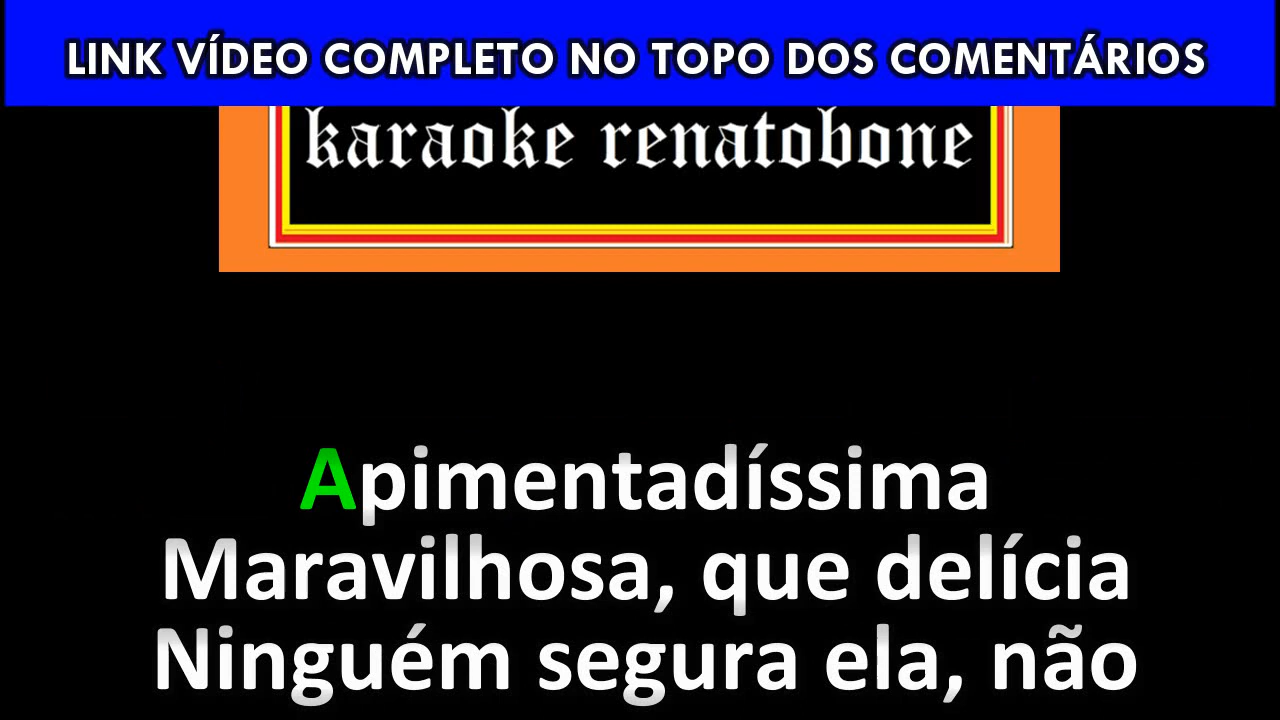 LINK VÍDEO COMPLETO NO TOPO DOS COMENTÁRIOS
karaoke renatobone
Apimentadíssima
Maravilhosa, que delícia
Ninguém segura ela, não